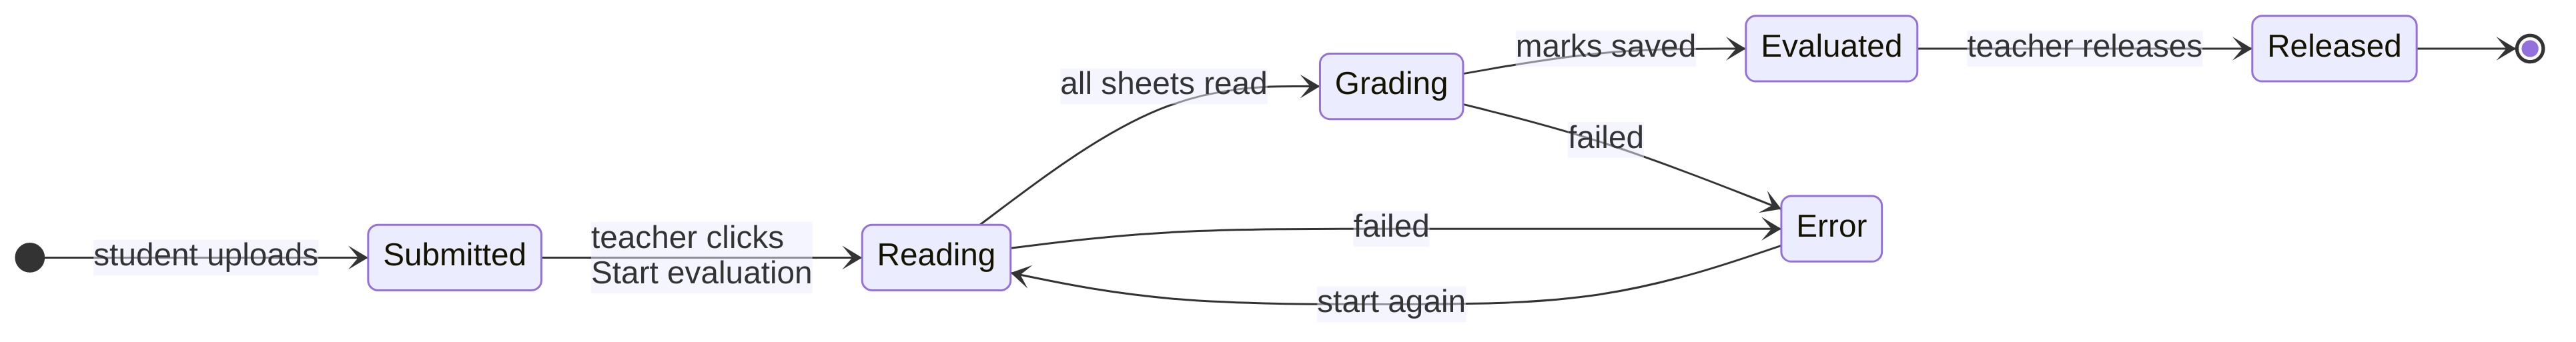 student uploads
Submitted
teacher clicks
Start evaluation
Reading
all sheets read
Grading
marks saved
Evaluated
teacher releases
Released
failed
failed
Error
start again